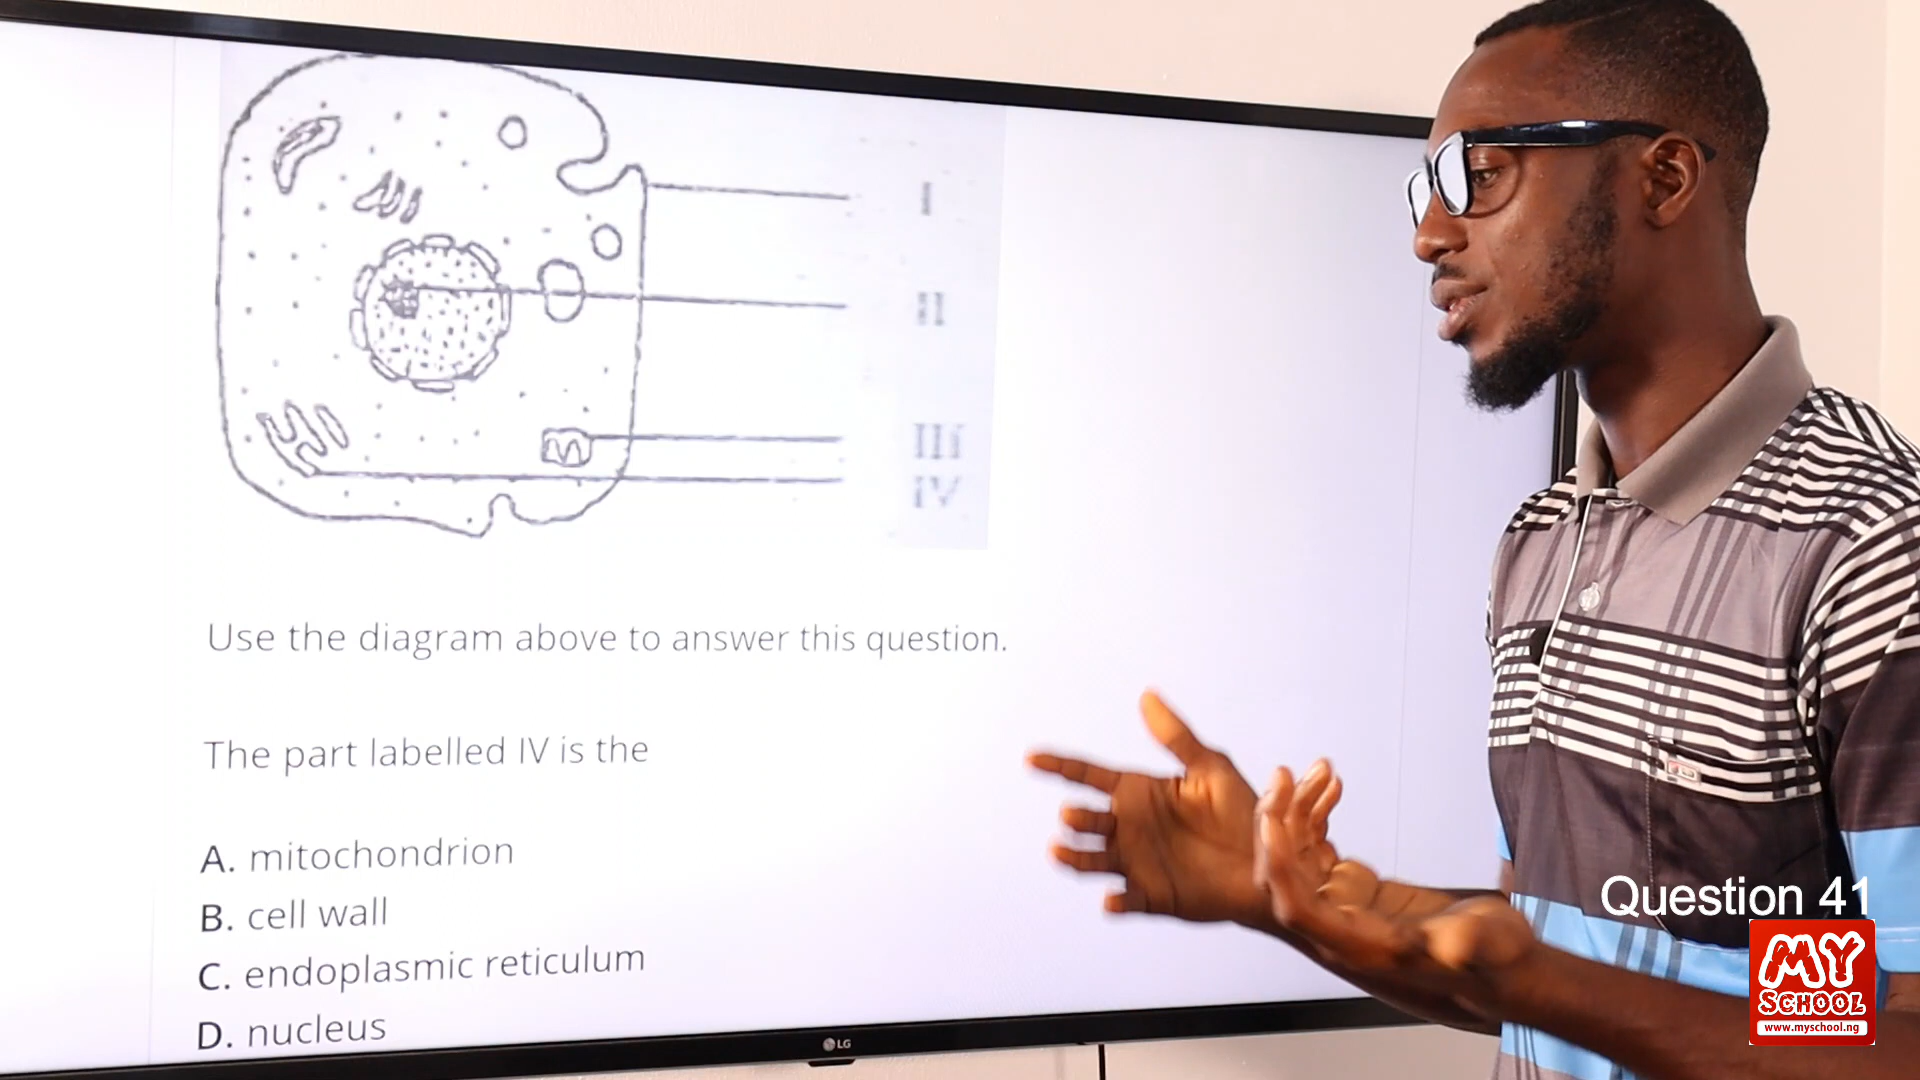 I
II
III
IV
Use the diagram above to answer this question.
The part labelled IV is the
A. mitochondrion
B. cell wall
C. endoplasmic reticulum
D. nucleus
LG
Question 41
MY
SCHOOL
www.myschool.ng